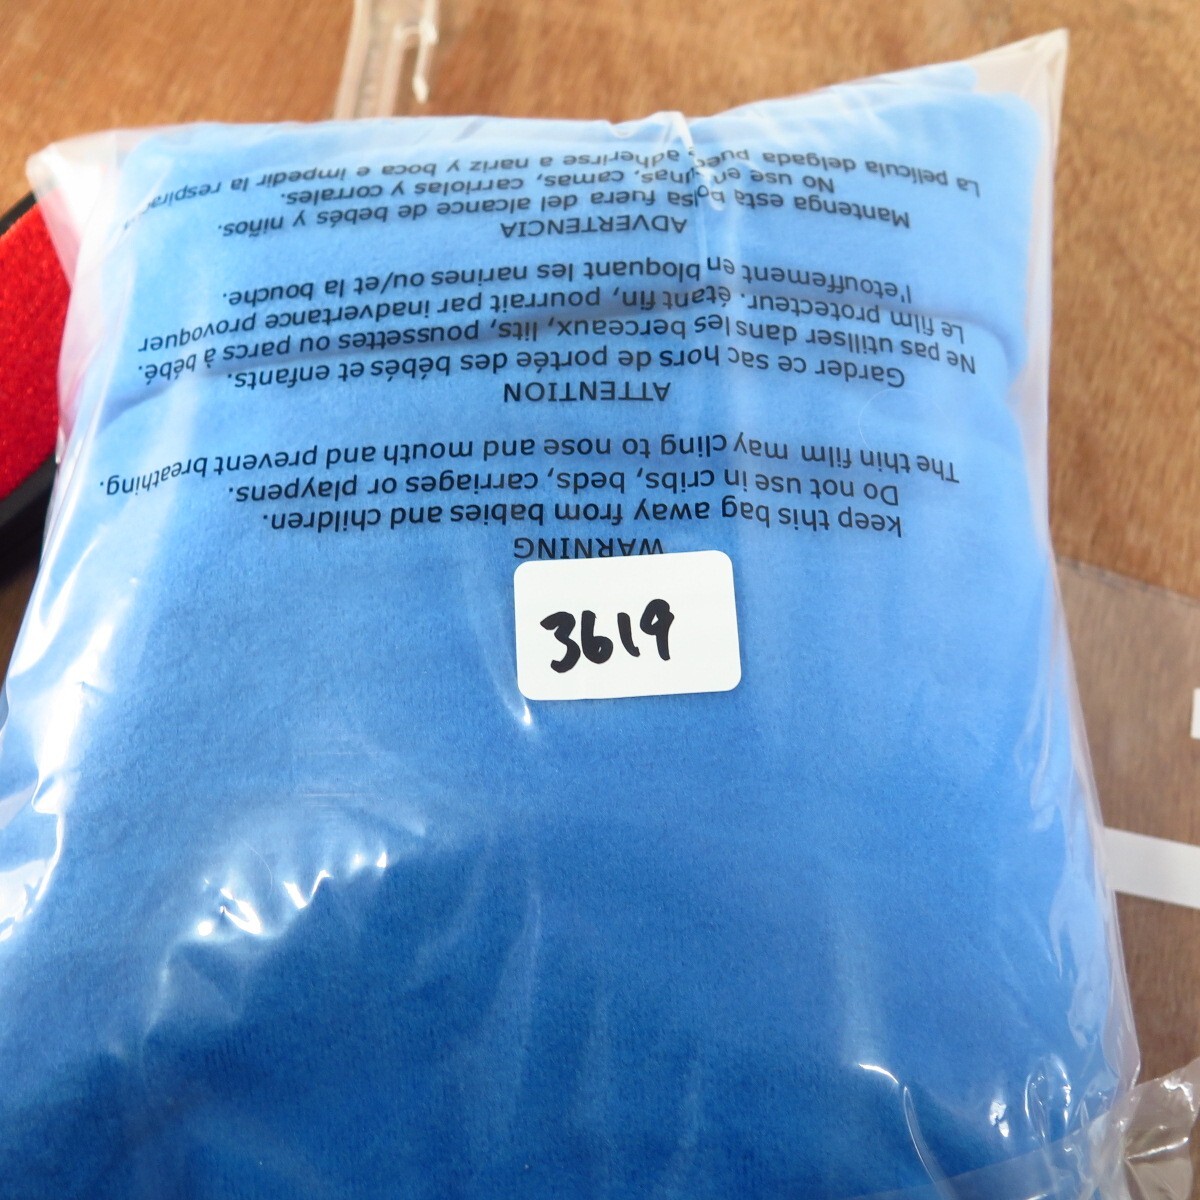 WARNING
keep this bag away from babies and children.
Do not use in cribs, beds, carriages or playpens.
The thin film may cling to nose and mouth and prevent breathing.
ATTENTION
Garder ce sac hors de portée des bébés et enfants.
Ne pas utiliser dans les berceaux, lits, poussettes ou parcs à bébé.
Le film protecteur. étant fin, pourrait par inadvertance provoquer
l'etouffement en bloquant les narines ou/et la bouche.
ADVERTENCIA
Mantenga esta bolsa fuera del alcance de bebés y niños.
No use en camas, carriolas y corrales.
La pelicula delgada adherirse a nariz y boca e impedir la
3619